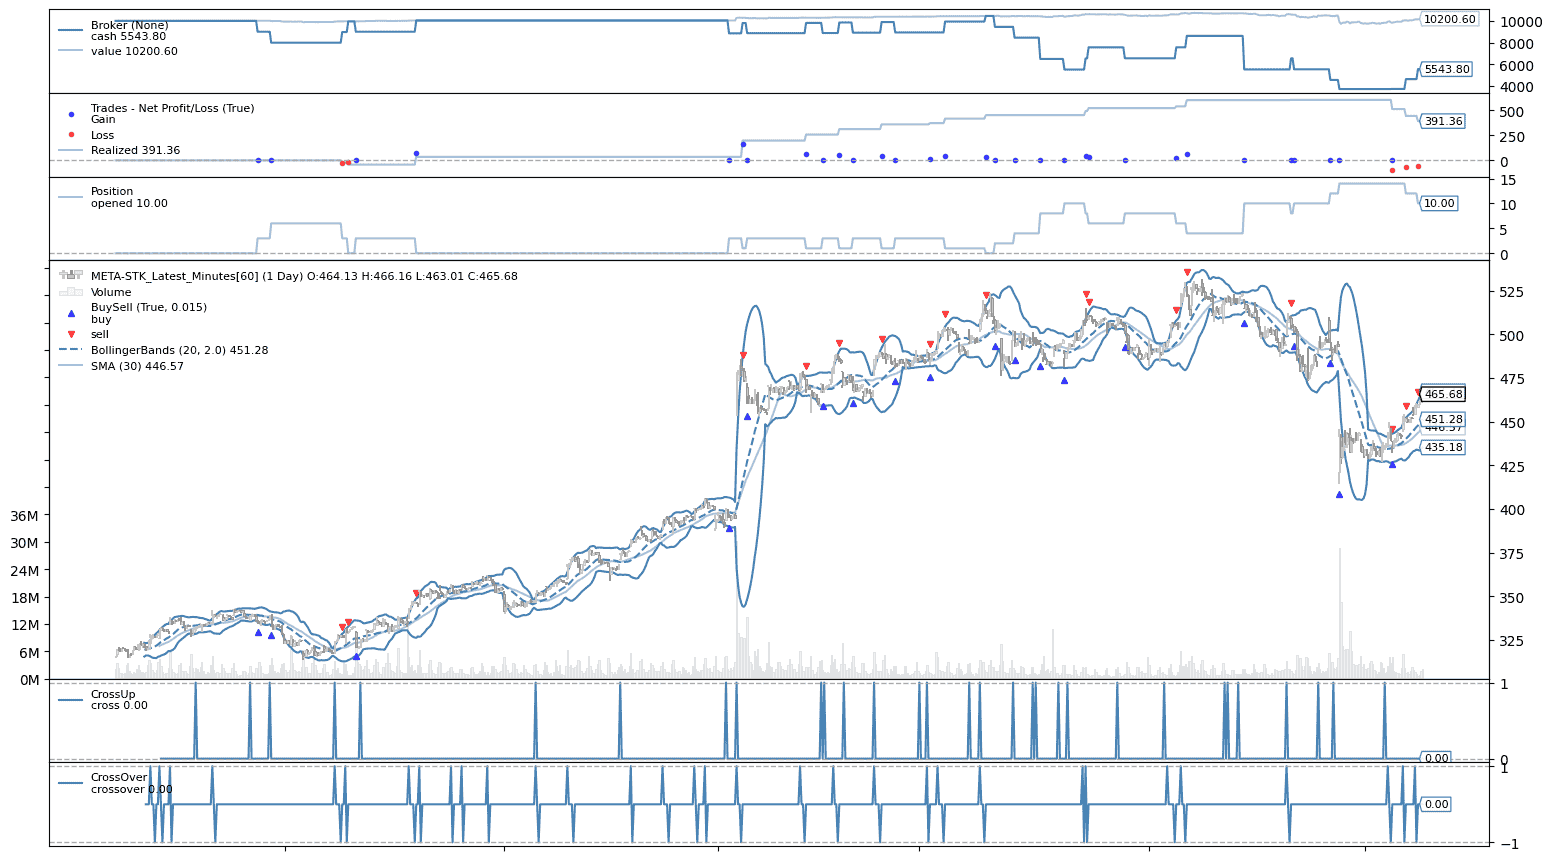 Broker (None)
cash 5543.80
value 10200.60
10200.60
5543.80
10000
8000
6000
4000
Trades - Net Profit/Loss (True)
Gain
Loss
Realized 391.36
391.36
500
250
0
Position
opened 10.00
10.00
15
10
5
0
META-STK_Latest_Minutes[60] (1 Day) O:464.13 H:466.16 L:463.01 C:465.68
Volume
BuySell (True, 0.015)
buy
sell
BollingerBands (20, 2.0) 451.28
SMA (30) 446.57
36M
30M
24M
18M
12M
6M
0M
465.68
451.28
446.57
435.18
525
500
475
450
425
400
375
350
325
CrossUp
cross 0.00
0.00
1
0
CrossOver
crossover 0.00
0.00
1
−1